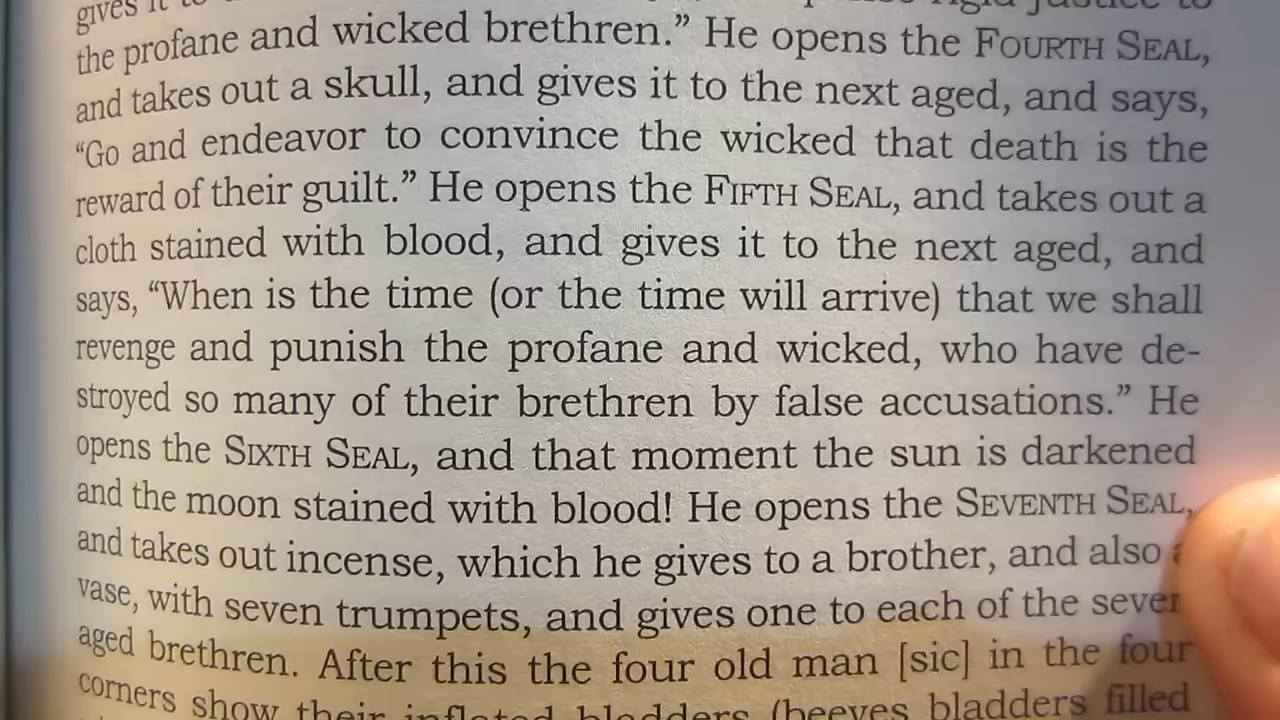 gives it to
the profane and wicked brethren.” He opens the FOURTH SEAL,
and takes out a skull, and gives it to the next aged, and says,
“Go and endeavor to convince the wicked that death is the
reward of their guilt.” He opens the FIFTH SEAL, and takes out a
cloth stained with blood, and gives it to the next aged, and
says, “When is the time (or the time will arrive) that we shall
revenge and punish the profane and wicked, who have de-
stroyed so many of their brethren by false accusations.” He
opens the SIXTH SEAL, and that moment the sun is darkened
and the moon stained with blood! He opens the SEVENTH SEAL,
and takes out incense, which he gives to a brother, and also
vase, with seven trumpets, and gives one to each of the seven
aged brethren. After this the four old man [sic] in the four
corners show their inflated bladders (beeves bladders filled